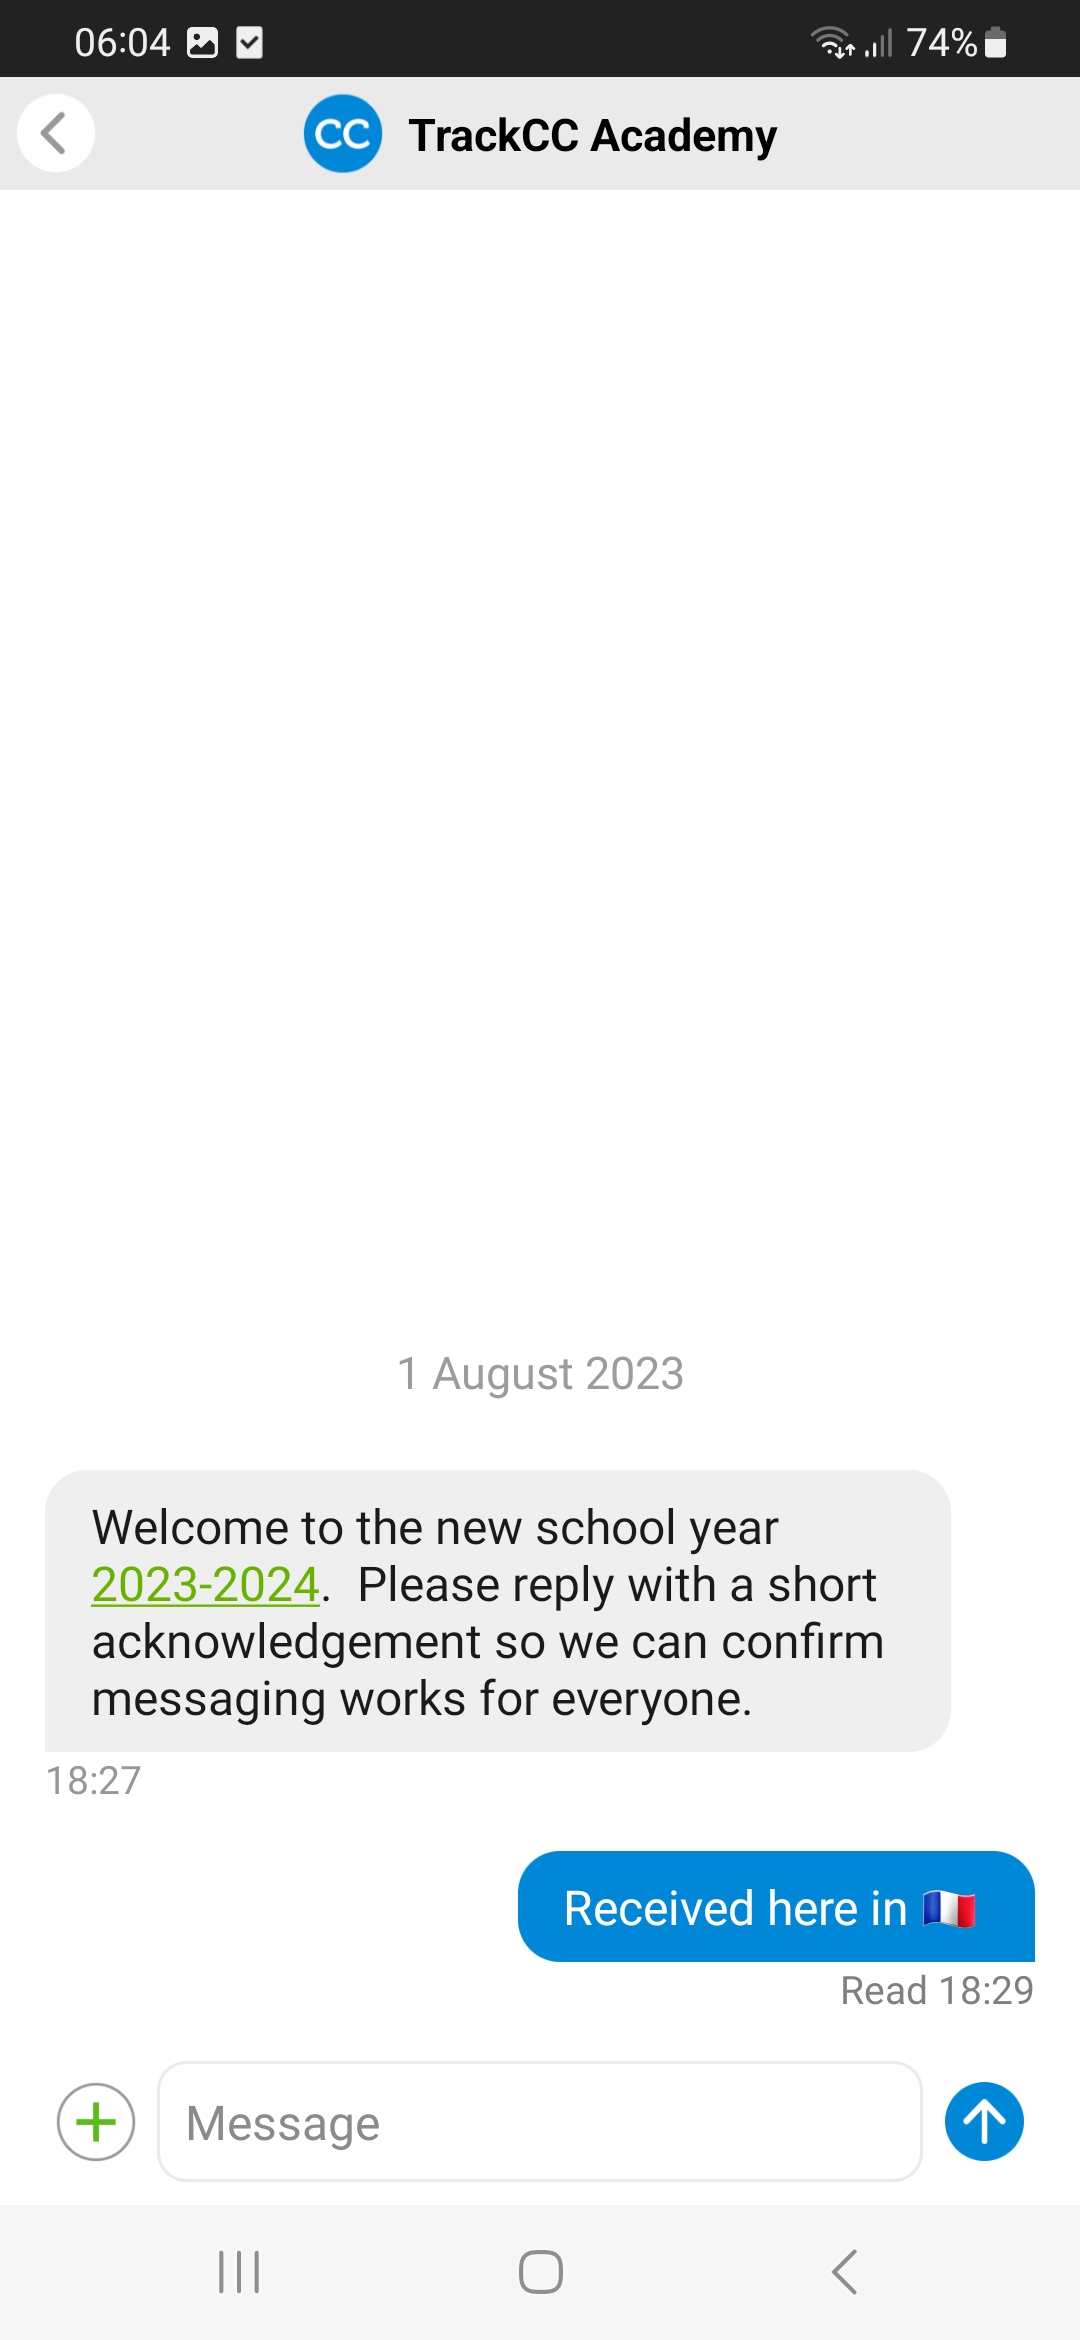 06:04 74%
CC TrackCC Academy
1 August 2023
Welcome to the new school year
2023-2024.  Please reply with a short
acknowledgement so we can confirm
messaging works for everyone.
18:27
Received here in 🇫🇷
Read 18:29
Message